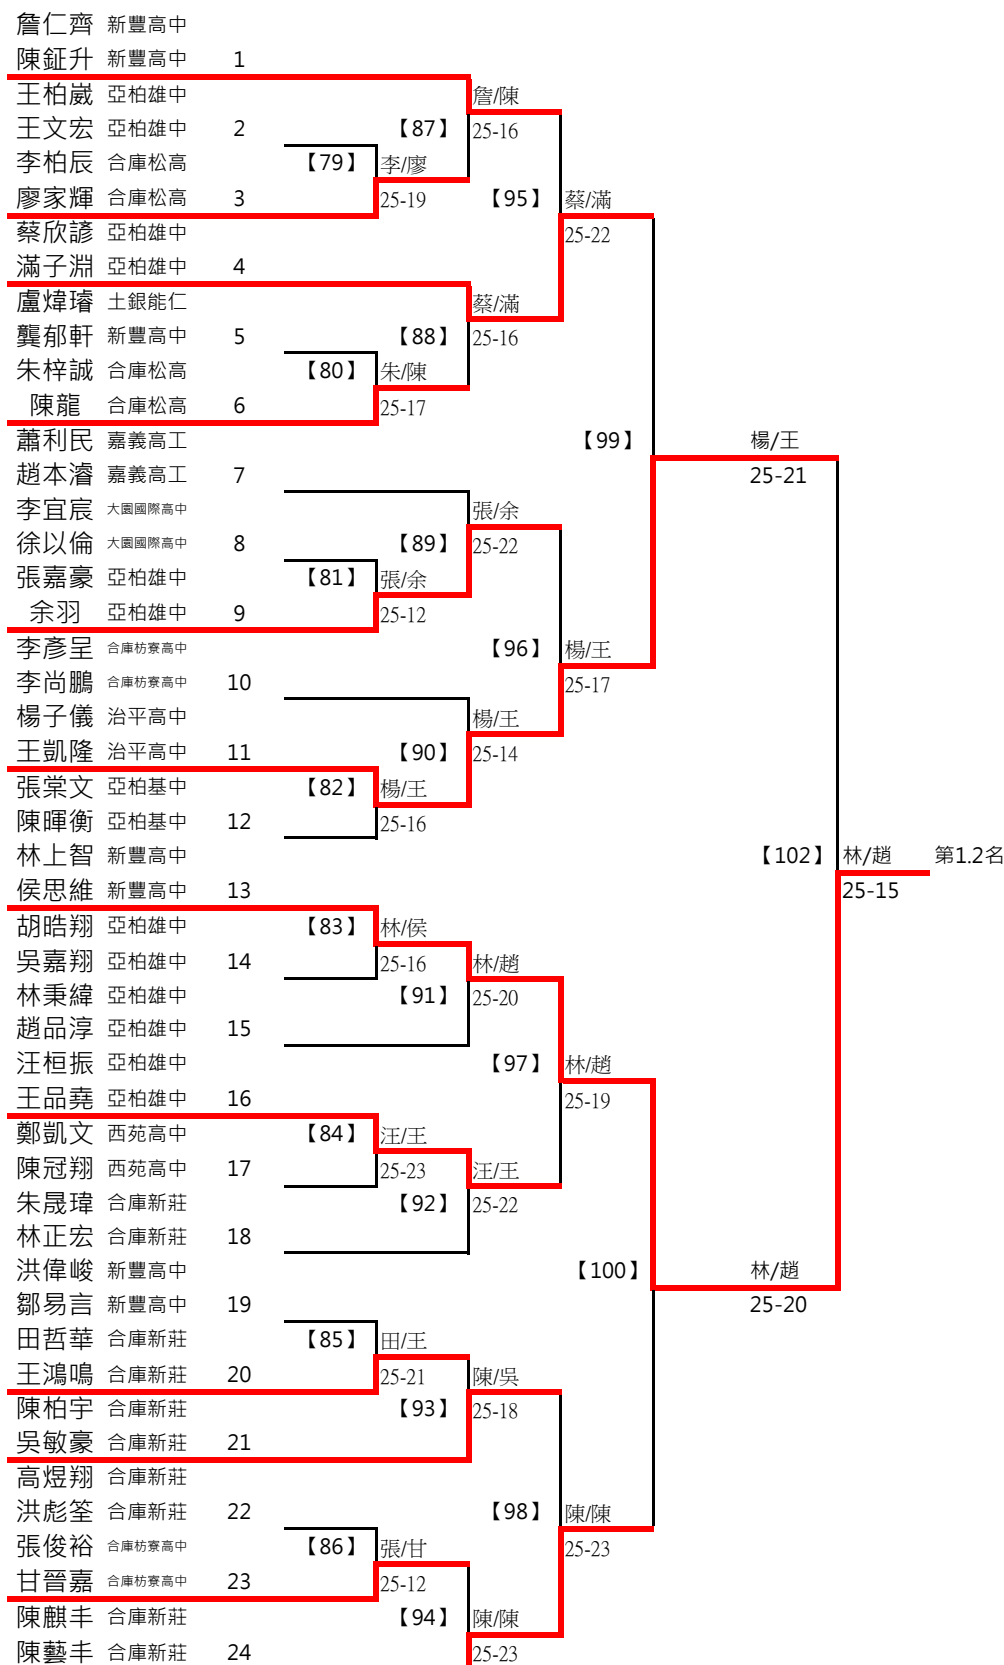 詹仁齊 新豐高中
陳鉦升 新豐高中 1
王柏崴 亞柏雄中 詹/陳
王文宏 亞柏雄中 2 【87】 25-16
李柏辰 合庫松高 【79】 李/廖
廖家輝 合庫松高 3 25-19 【95】 蔡/滿
蔡欣諺 亞柏雄中 25-22
滿子淵 亞柏雄中 4
盧煒璿 土銀能仁 蔡/滿
龔郁軒 新豐高中 5 【88】 25-16
朱梓誠 合庫松高 【80】 朱/陳
陳龍 合庫松高 6 25-17
蕭利民 嘉義高工 【99】 楊/王
趙本濬 嘉義高工 7 25-21
李宜宸 大園國際高中 張/余
徐以倫 大園國際高中 8 【89】 25-22
張嘉豪 亞柏雄中 【81】 張/余
余羽 亞柏雄中 9 25-12
李彥呈 合庫枋寮高中 【96】 楊/王
李尚鵬 合庫枋寮高中 10 25-17
楊子儀 治平高中 楊/王
王凱隆 治平高中 11 【90】 25-14
張棠文 亞柏基中 【82】 楊/王
陳暉衡 亞柏基中 12 25-16
林上智 新豐高中 【102】 林/趙 第1.2名
侯思維 新豐高中 13 25-15
胡晧翔 亞柏雄中 【83】 林/侯
吳嘉翔 亞柏雄中 14 25-16 林/趙
林秉緯 亞柏雄中 【91】 25-20
趙品淳 亞柏雄中 15
汪桓振 亞柏雄中 【97】 林/趙
王品堯 亞柏雄中 16 25-19
鄭凱文 西苑高中 【84】 汪/王
陳冠翔 西苑高中 17 25-23 汪/王
朱晟瑋 合庫新莊 【92】 25-22
林正宏 合庫新莊 18
洪偉峻 新豐高中 【100】 林/趙
鄒易言 新豐高中 19 25-20
田哲華 合庫新莊 【85】 田/王
王鴻鳴 合庫新莊 20 25-21 陳/吳
陳柏宇 合庫新莊 【93】 25-18
吳敏豪 合庫新莊 21
高煜翔 合庫新莊
洪彪筌 合庫新莊 22 【98】 陳/陳
張俊裕 合庫枋寮高中 【86】 張/甘 25-23
甘晉嘉 合庫枋寮高中 23 25-12
陳麒丰 合庫新莊 【94】 陳/陳
陳藝丰 合庫新莊 24 25-23